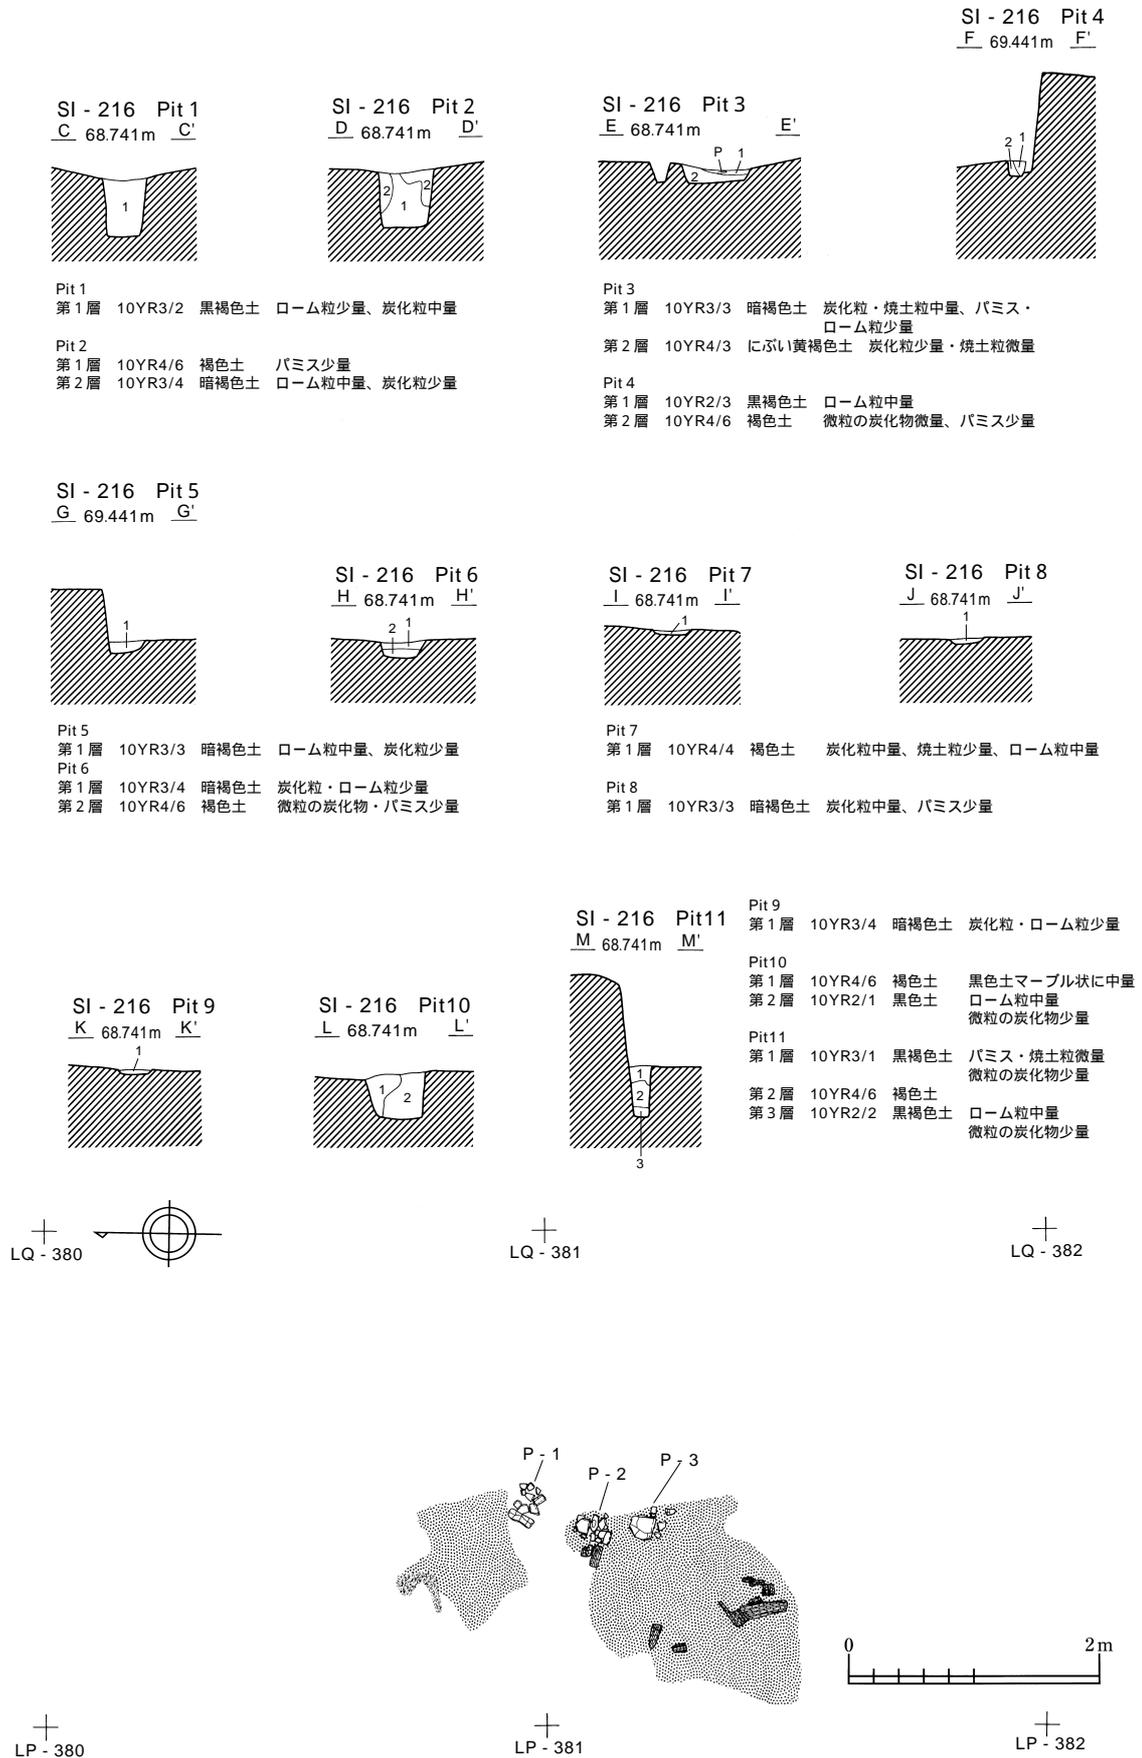 SI - 216 Pit 4
F 69.441m F'
2 1
SI - 216 Pit 1
C 68.741m C'
1
SI - 216 Pit 2
D 68.741m D'
2 1 2
SI - 216 Pit 3
E 68.741m E'
P 1
2
Pit 1
第1層 10YR3/2 黒褐色土 ローム粒少量、炭化粒中量
Pit 2
第1層 10YR4/6 褐色土 パミス少量
第2層 10YR3/4 暗褐色土 ローム粒中量、炭化粒少量
Pit 3
第1層 10YR3/3 暗褐色土 炭化粒・焼土粒中量、パミス・
ローム粒少量
第2層 10YR4/3 にぶい黄褐色土 炭化粒少量・焼土粒微量
Pit 4
第1層 10YR2/3 黒褐色土 ローム粒中量
第2層 10YR4/6 褐色土 微粒の炭化物微量、パミス少量
SI - 216 Pit 5
G 69.441m G'
1
SI - 216 Pit 6
H 68.741m H'
2 1
SI - 216 Pit 7
I 68.741m I'
1
SI - 216 Pit 8
J 68.741m J'
1
Pit 5
第1層 10YR3/3 暗褐色土 ローム粒中量、炭化粒少量
Pit 6
第1層 10YR3/4 暗褐色土 炭化粒・ローム粒少量
第2層 10YR4/6 褐色土 微粒の炭化物・パミス少量
Pit 7
第1層 10YR4/4 褐色土 炭化粒中量、焼土粒少量、ローム粒中量
Pit 8
第1層 10YR3/3 暗褐色土 炭化粒中量、パミス少量
SI - 216 Pit 9
K 68.741m K'
1
SI - 216 Pit10
L 68.741m L'
1 2
SI - 216 Pit11
M 68.741m M'
1
2
3
Pit 9
第1層 10YR3/4 暗褐色土 炭化粒・ローム粒少量
Pit10
第1層 10YR4/6 褐色土 黒色土マーブル状に中量
第2層 10YR2/1 黒色土 ローム粒中量
微粒の炭化物少量
Pit11
第1層 10YR3/1 黒褐色土 パミス・焼土粒微量
微粒の炭化物少量
第2層 10YR4/6 褐色土
第3層 10YR2/2 黒褐色土 ローム粒中量
微粒の炭化物少量
LQ - 380
LQ - 381
LQ - 382
P - 1
P - 2
P - 3
0 2m
LP - 380
LP - 381
LP - 382